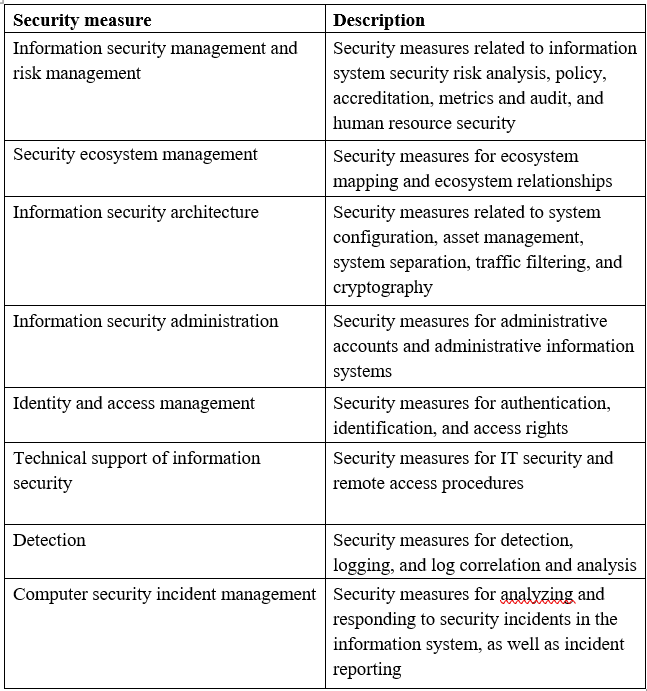 Security measure
Description
Information security management and
risk management
Security measures related to information
system security risk analysis, policy,
accreditation, metrics and audit, and
human resource security
Security ecosystem management
Security measures for ecosystem
mapping and ecosystem relationships
Information security architecture
Security measures related to system
configuration, asset management,
system separation, traffic filtering, and
cryptography
Information security administration
Security measures for administrative
accounts and administrative information
systems
Identity and access management
Security measures for authentication,
identification, and access rights
Technical support of information
security
Security measures for IT security and
remote access procedures
Detection
Security measures for detection,
logging, and log correlation and analysis
Computer security incident management
Security measures for analyzing and
responding to security incidents in the
information system, as well as incident
reporting